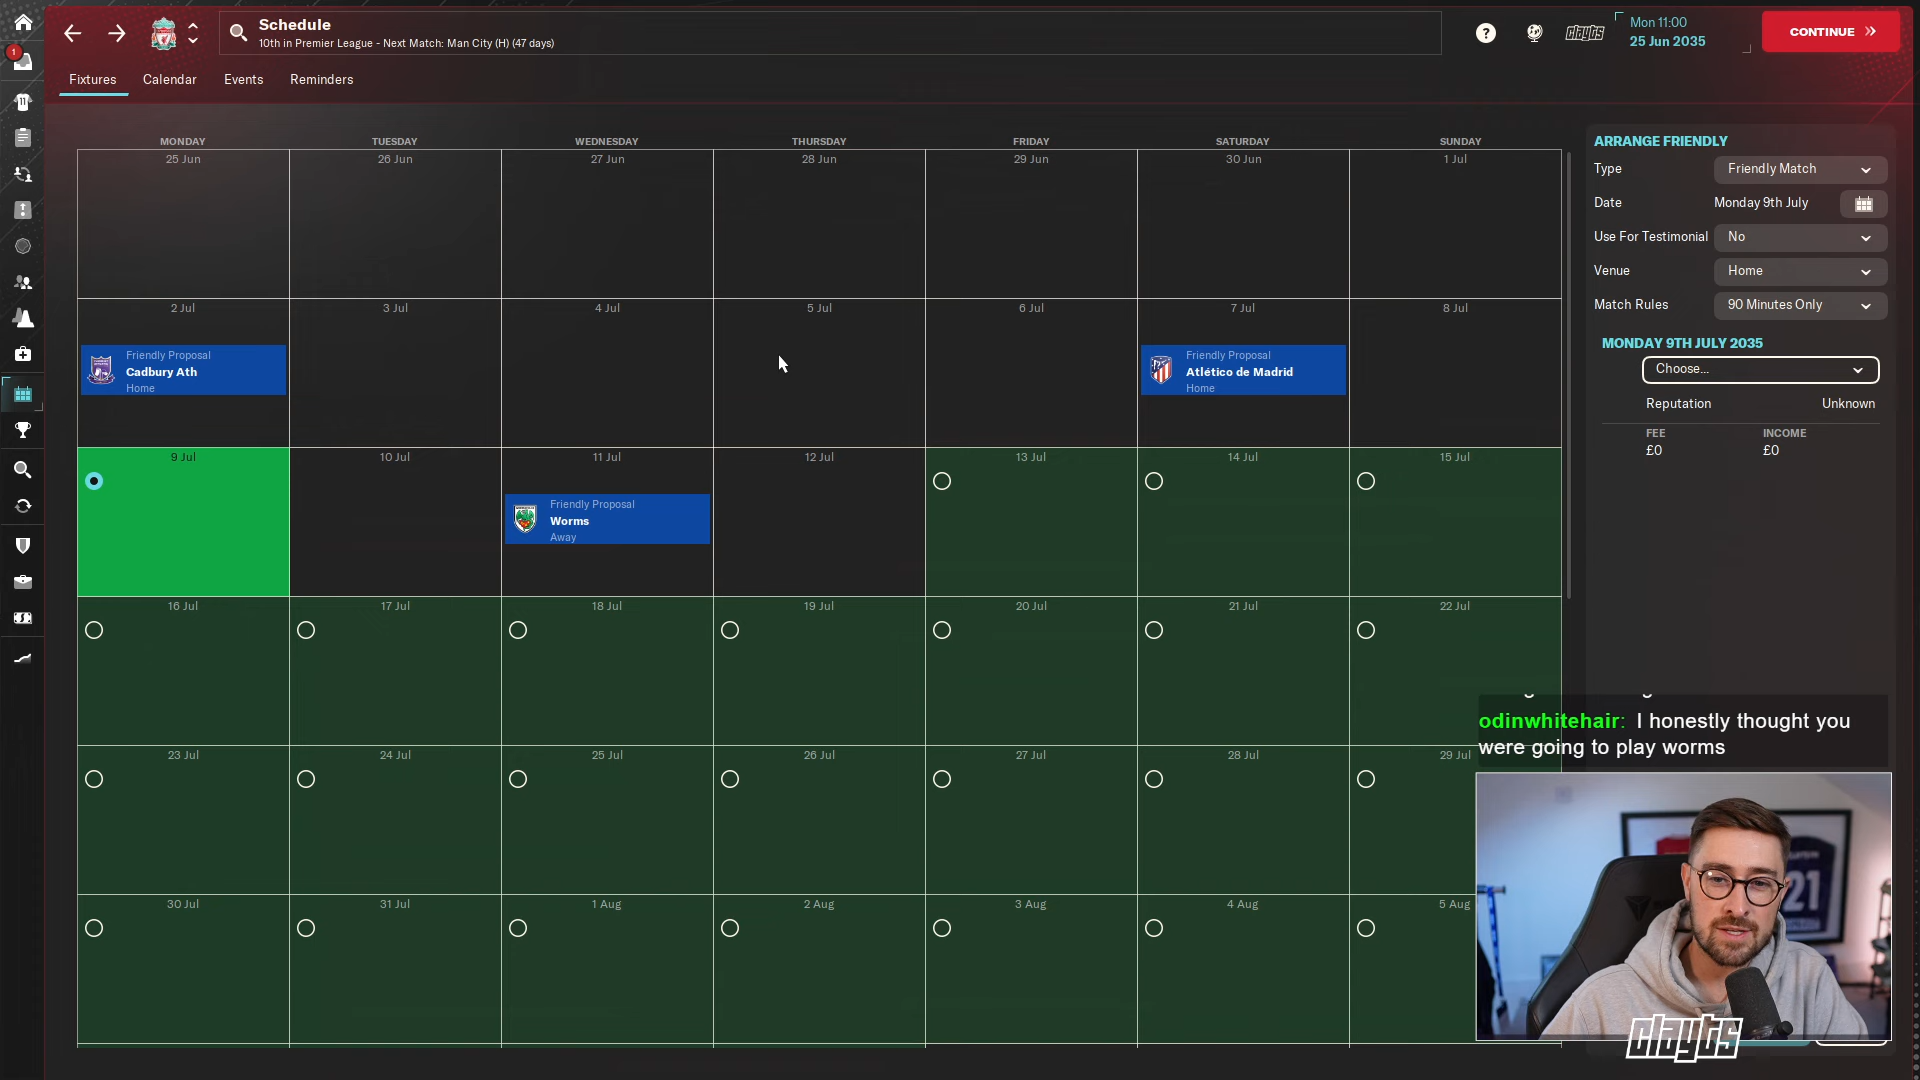 Schedule
10th in Premier League - Next Match: Man City (H) (47 days)
clayts
Mon 11:00
25 Jun 2035
CONTINUE
1
Fixtures
Calendar
Events
Reminders
11
MONDAY
TUESDAY
WEDNESDAY
THURSDAY
FRIDAY
SATURDAY
SUNDAY
25 Jun
26 Jun
27 Jun
28 Jun
29 Jun
30 Jun
1 Jul
2 Jul
3 Jul
4 Jul
5 Jul
6 Jul
7 Jul
8 Jul
Friendly Proposal
Cadbury Ath
Home
Friendly Proposal
Atlético de Madrid
Home
9 Jul
10 Jul
11 Jul
12 Jul
13 Jul
14 Jul
15 Jul
Friendly Proposal
Worms
Away
16 Jul
17 Jul
18 Jul
19 Jul
20 Jul
21 Jul
22 Jul
23 Jul
24 Jul
25 Jul
26 Jul
27 Jul
28 Jul
29 Jul
30 Jul
31 Jul
1 Aug
2 Aug
3 Aug
4 Aug
5 Aug
ARRANGE FRIENDLY
Type
Friendly Match
Date
Monday 9th July
Use For Testimonial
No
Venue
Home
Match Rules
90 Minutes Only
MONDAY 9TH JULY 2035
Choose...
Reputation
Unknown
FEE
INCOME
£0
£0
odinwhitehair: I honestly thought you
were going to play worms
21
clayts